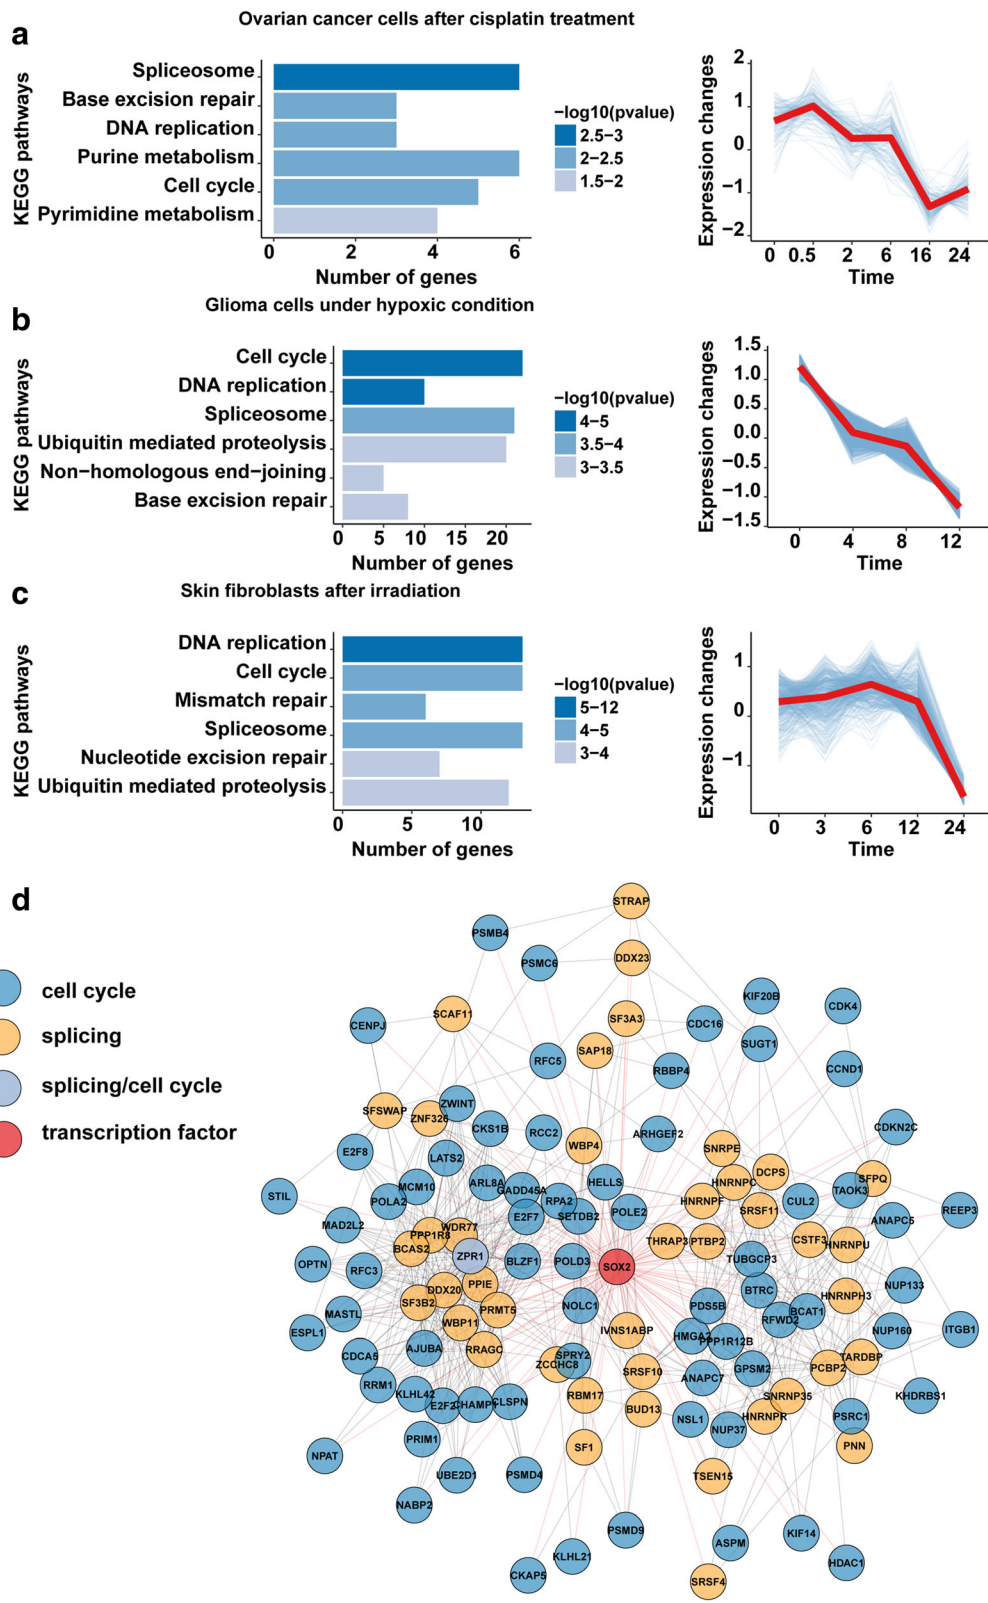 Ovarian cancer cells after cisplatin treatment
a
KEGG pathways
Spliceosome
Base excision repair
DNA replication
Purine metabolism
Cell cycle
Pyrimidine metabolism
0 2 4 6
Number of genes
−log10(pvalue)
2.5−3
2−2.5
1.5−2
Expression changes
2
1
0
−1
−2
0 0.5 2 6 16 24
Time
Glioma cells under hypoxic condition
b
KEGG pathways
Cell cycle
DNA replication
Spliceosome
Ubiquitin mediated proteolysis
Non−homologous end−joining
Base excision repair
0 5 10 15 20
Number of genes
−log10(pvalue)
4−5
3.5−4
3−3.5
Expression changes
1.5
1.0
0.5
0.0
−0.5
−1.0
−1.5
0 4 8 12
Time
Skin fibroblasts after irradiation
c
KEGG pathways
DNA replication
Cell cycle
Mismatch repair
Spliceosome
Nucleotide excision repair
Ubiquitin mediated proteolysis
0 5 10
Number of genes
−log10(pvalue)
5−12
4−5
3−4
Expression changes
1
0
−1
0 3 6 12 24
Time
d
cell cycle
splicing
splicing/cell cycle
transcription factor
STRAP
PSMB4
PSMC6
DDX23
KIF20B
CDK4
SCAF11
SF3A3
CENPJ
CDC16
SUGT1
SAP18
RFC5
RBBP4
CCND1
ZWINT
SFSWAP
ZNF326
CKS1B
RCC2
ARHGEF2
CDKN2C
WBP4
SNRPE
E2F8
LATS2
DCPS
SFPQ
HELLS
HNRNPC
MCM10
ARL8A
GADD45A
TAOK3
STIL
POLA2
RPA2
HNRNPF
CUL2
REEP3
SRSF11
POLE2
SETDB2
E2F7
ANAPC5
MAD2L2
WDR77
PPP1R8
THRAP3
PTBP2
CSTF3
HNRNPU
BCAS2
ZPR1
BLZF1
POLD3
SOX2
TUBGCP3
OPTN
RFC3
DDX20
PPIE
BTRC
NUP133
HNRNPH3
SF3B2
PRMT5
NOLC1
PDS5B
BCAT1
MASTL
WBP11
RFWD2
ESPL1
IVNS1ABP
HMGA2
PPP1R12B
NUP160
ITGB1
AJUBA
RRAGC
CDCA5
SPRY2
ZCCHC8
SRSF10
GPSM2
PCBP2
TARDBP
ANAPC7
RRM1
KLHL42
E2F2
CHAMP1
CLSPN
RBM17
BUD13
SNRNP35
KHDRBS1
HNRNPR
PSRC1
NSL1
NUP37
PRIM1
SF1
PNN
NPAT
UBE2D1
PSMD4
TSEN15
NABP2
PSMD9
KIF14
ASPM
KLHL21
HDAC1
CKAP5
SRSF4